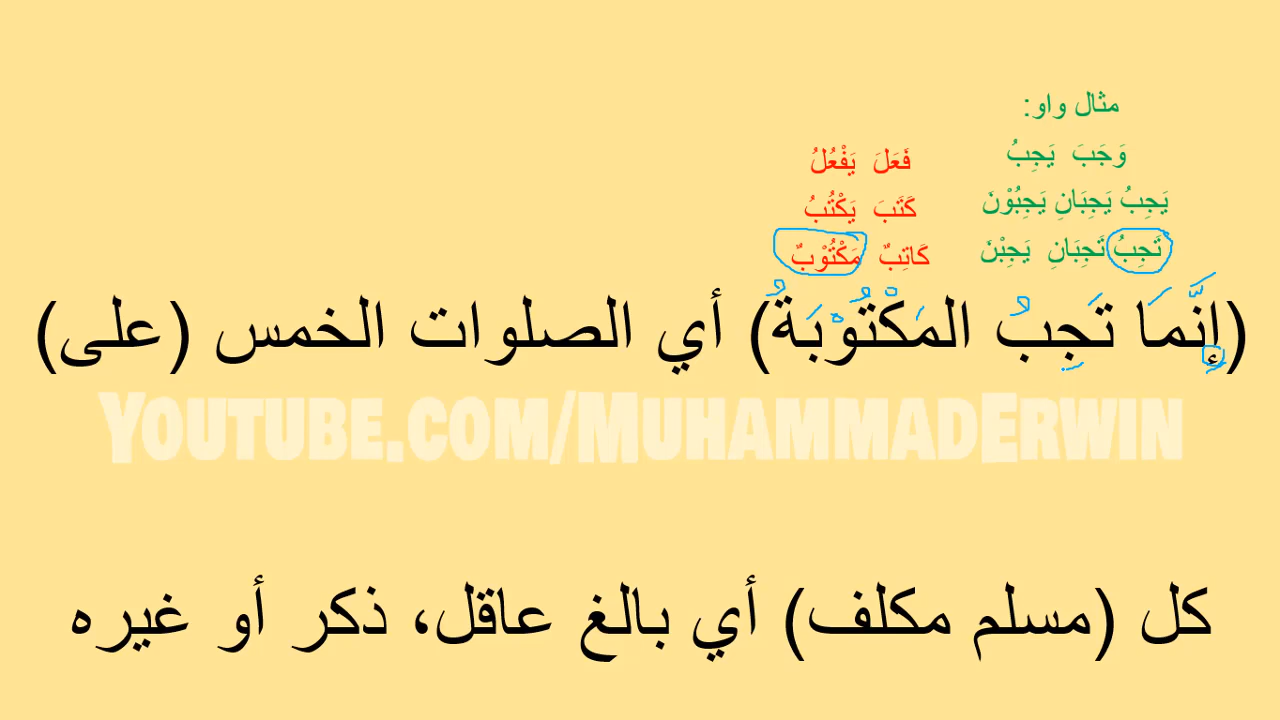 مثال واو:
وَجَبَ يَجِبُ
يَجِبُ يَجِبَانِ يَجِبُوْنَ
تَجِبُ تَجِبَانِ يَجِبْنَ
فَعَلَ يَفْعُلُ
كَتَبَ يَكْتُبُ
كَاتِبٌ مَكْتُوْبٌ
(إِنَّمَا تَجِبُ المَكْتُوْبَةُ) أي الصلوات الخمس (على)
YOUTUBE.COM/MUHAMMADERWIN
كل (مسلم مكلف) أي بالغ عاقل، ذكر أو غيره